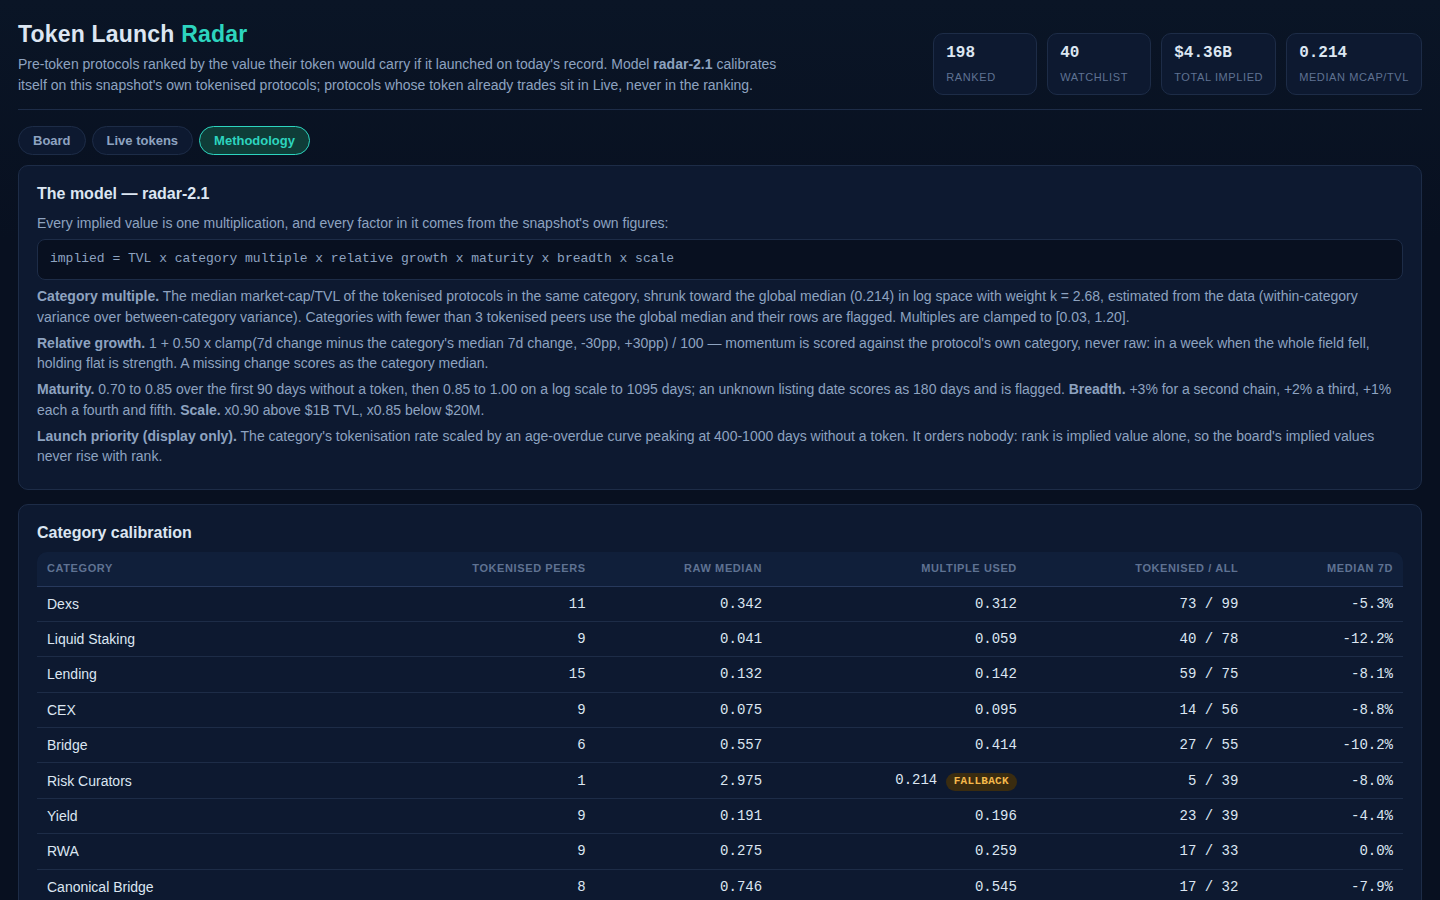 Token Launch Radar
Pre-token protocols ranked by the value their token would carry if it launched on today's record. Model radar-2.1 calibrates
itself on this snapshot's own tokenised protocols; protocols whose token already trades sit in Live, never in the ranking.
198
RANKED
40
WATCHLIST
$4.36B
TOTAL IMPLIED
0.214
MEDIAN MCAP/TVL
Board
Live tokens
Methodology
The model — radar-2.1
Every implied value is one multiplication, and every factor in it comes from the snapshot's own figures:
implied = TVL x category multiple x relative growth x maturity x breadth x scale
Category multiple. The median market-cap/TVL of the tokenised protocols in the same category, shrunk toward the global median (0.214) in log space with weight k = 2.68, estimated from the data (within-category
variance over between-category variance). Categories with fewer than 3 tokenised peers use the global median and their rows are flagged. Multiples are clamped to [0.03, 1.20].
Relative growth. 1 + 0.50 x clamp(7d change minus the category's median 7d change, -30pp, +30pp) / 100 — momentum is scored against the protocol's own category, never raw: in a week when the whole field fell,
holding flat is strength. A missing change scores as the category median.
Maturity. 0.70 to 0.85 over the first 90 days without a token, then 0.85 to 1.00 on a log scale to 1095 days; an unknown listing date scores as 180 days and is flagged. Breadth. +3% for a second chain, +2% a third, +1%
each a fourth and fifth. Scale. x0.90 above $1B TVL, x0.85 below $20M.
Launch priority (display only). The category's tokenisation rate scaled by an age-overdue curve peaking at 400-1000 days without a token. It orders nobody: rank is implied value alone, so the board's implied values
never rise with rank.
Category calibration
CATEGORY TOKENISED PEERS RAW MEDIAN MULTIPLE USED TOKENISED / ALL MEDIAN 7D
Dexs 11 0.342 0.312 73 / 99 -5.3%
Liquid Staking 9 0.041 0.059 40 / 78 -12.2%
Lending 15 0.132 0.142 59 / 75 -8.1%
CEX 9 0.075 0.095 14 / 56 -8.8%
Bridge 6 0.557 0.414 27 / 55 -10.2%
Risk Curators 1 2.975 0.214 FALLBACK 5 / 39 -8.0%
Yield 9 0.191 0.196 23 / 39 -4.4%
RWA 9 0.275 0.259 17 / 33 0.0%
Canonical Bridge 8 0.746 0.545 17 / 32 -7.9%